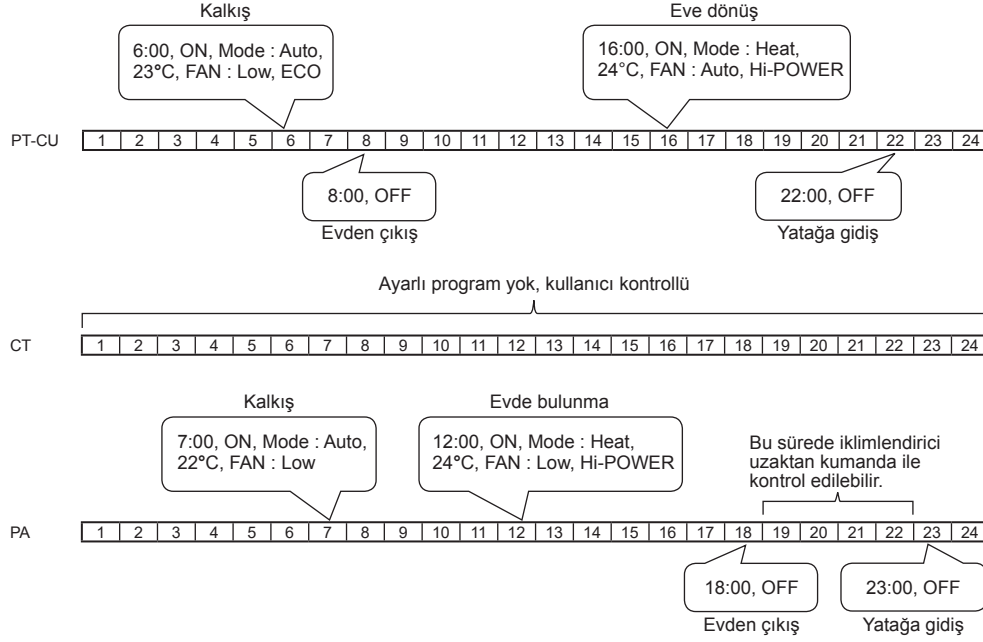 Kalkış
Eve dönüş
6:00, ON, Mode : Auto,
23°C, FAN : Low, ECO
16:00, ON, Mode : Heat,
24°C, FAN : Auto, Hi-POWER
PT-CU 1 2 3 4 5 6 7 8 9 10 11 12 13 14 15 16 17 18 19 20 21 22 23 24
8:00, OFF
22:00, OFF
Evden çıkış
Yatağa gidiş
Ayarlı program yok, kullanıcı kontrollü
CT 1 2 3 4 5 6 7 8 9 10 11 12 13 14 15 16 17 18 19 20 21 22 23 24
Kalkış
Evde bulunma
7:00, ON, Mode : Auto,
22°C, FAN : Low
12:00, ON, Mode : Heat,
24°C, FAN : Low, Hi-POWER
Bu sürede iklimlendirici
uzaktan kumanda ile
kontrol edilebilir.
PA 1 2 3 4 5 6 7 8 9 10 11 12 13 14 15 16 17 18 19 20 21 22 23 24
18:00, OFF
23:00, OFF
Evden çıkış
Yatağa gidiş